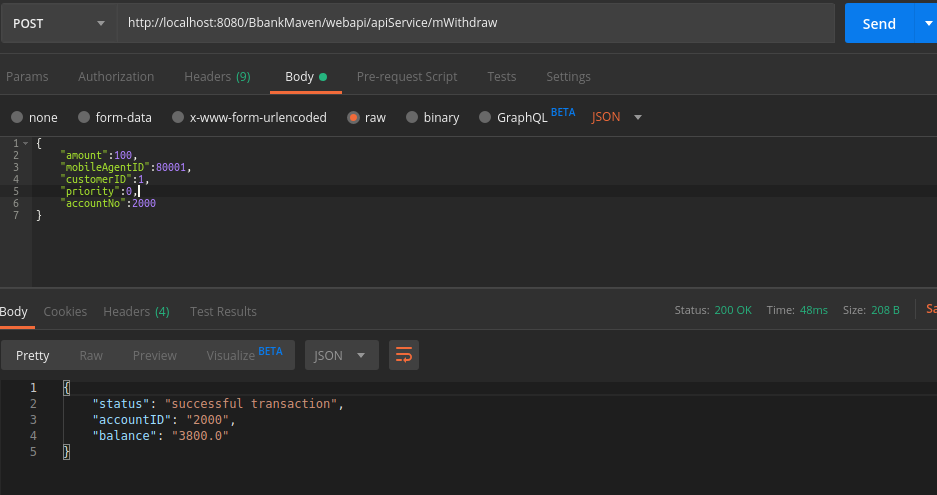 POST http://localhost:8080/BbankMaven/webapi/apiService/mWithdraw Send
Params Authorization Headers (9) Body Pre-request Script Tests Settings
none form-data x-www-form-urlencoded raw binary GraphQL BETA JSON
1 {
2 "amount":100,
3 "mobileAgentID":80001,
4 "customerID":1,
5 "priority":0,
6 "accountNo":2000
7 }
Body Cookies Headers (4) Test Results Status: 200 OK Time: 48ms Size: 208 B Sa
Pretty Raw Preview Visualize BETA JSON
1 {
2 "status": "successful transaction",
3 "accountID": "2000",
4 "balance": "3800.0"
5 }